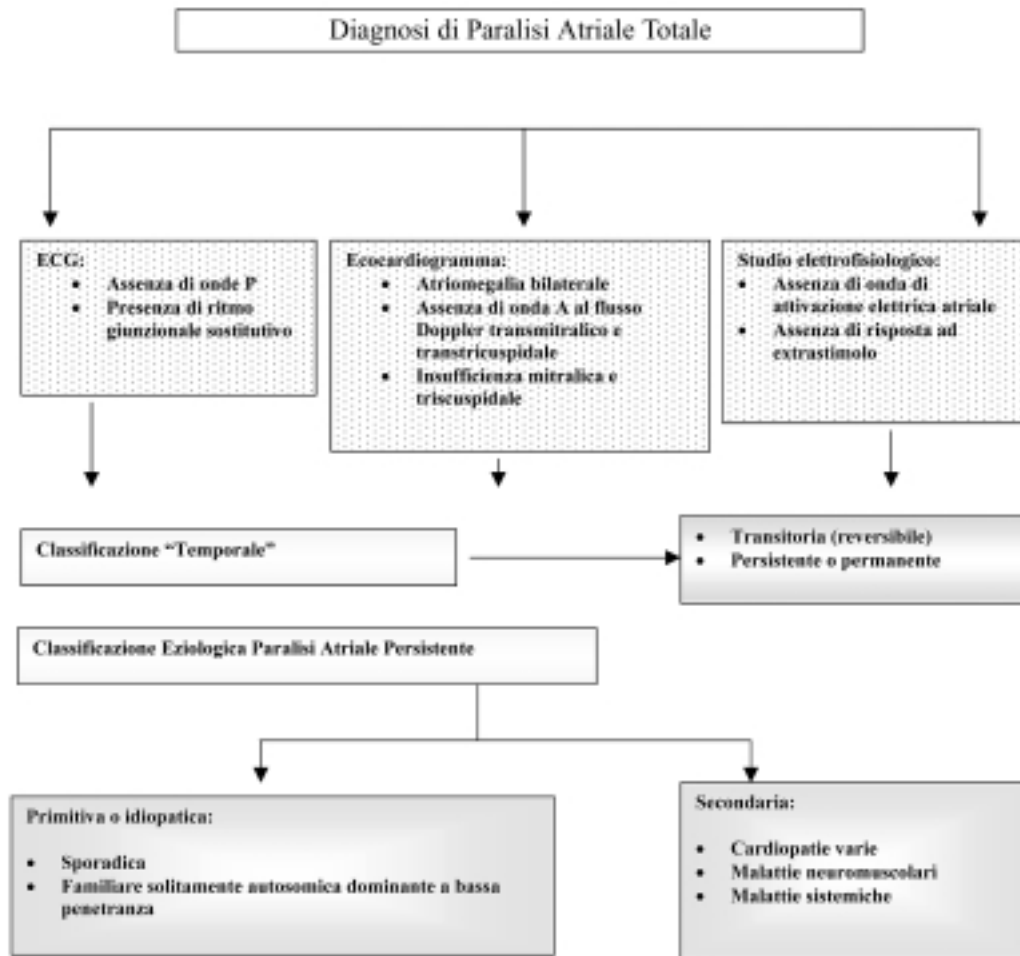 Diagnosi di Paralisi Atriale Totale
ECG:
• Assenza di onde P
• Presenza di ritmo
giunzionale sostitutivo
Ecocardiogramma:
• Atriomegalia bilaterale
• Assenza di onda A al flusso
Doppler transmitralico e
transtricuspidale
• Insufficienza mitralica e
triscuspidale
Studio elettrofisiologico:
• Assenza di onda di
attivazione elettrica atriale
• Assenza di risposta ad
extrastimolo
Classificazione “Temporale”
• Transitoria (reversibile)
• Persistente o permanente
Classificazione Eziologica Paralisi Atriale Persistente
Primitiva o idiopatica:
• Sporadica
• Familiare solitamente autosomica dominante a bassa
penetranza
Secondaria:
• Cardiopatie varie
• Malattie neuromuscolari
• Malattie sistemiche